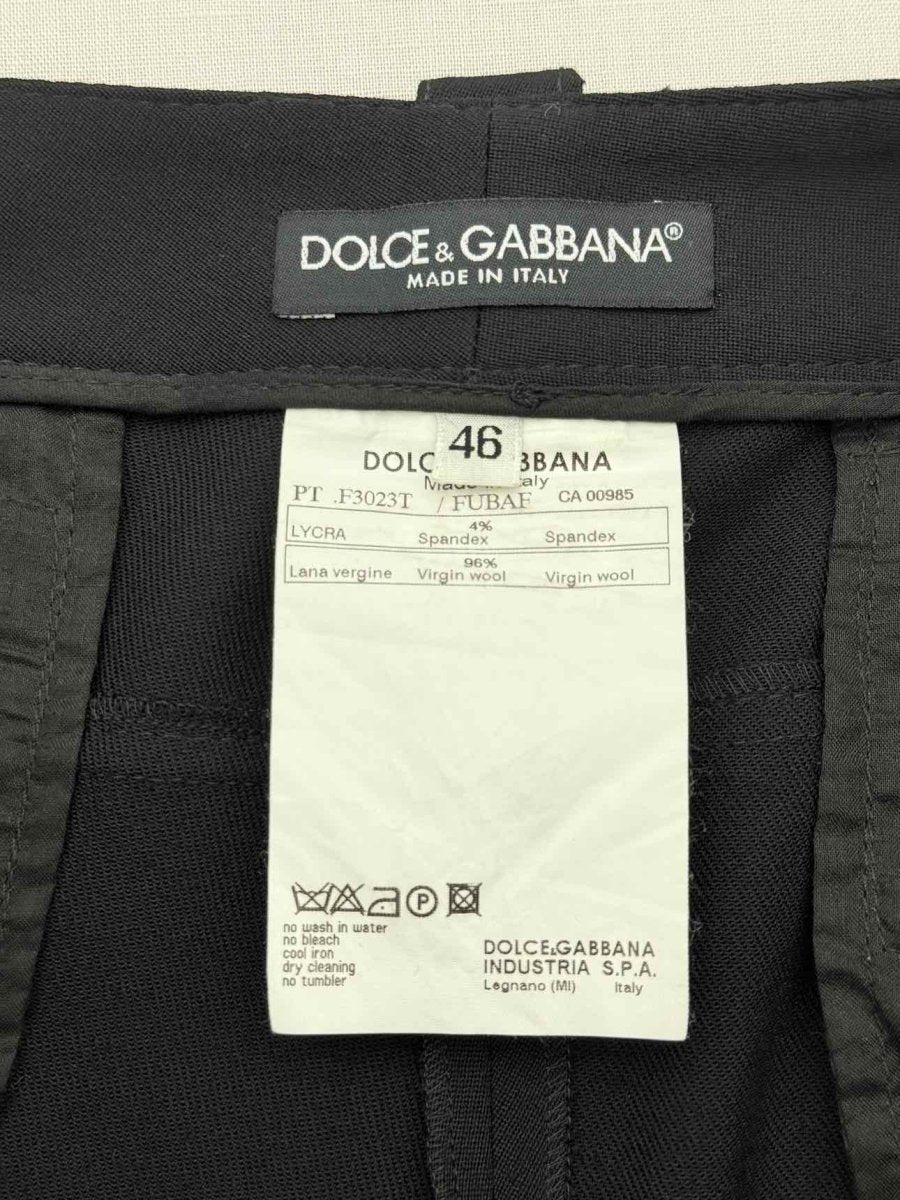 DOLCE & GABBANA®
MADE IN ITALY
46
PT .F3023T / FUBAF CA 00985
4%
LYCRA Spandex Spandex
96%
Lana vergine Virgin wool Virgin wool
P
no wash in water
no bleach
cool iron
dry cleaning
no tumbler
DOLCE&GABBANA
INDUSTRIA S.P.A.
Legnano (MI) Italy